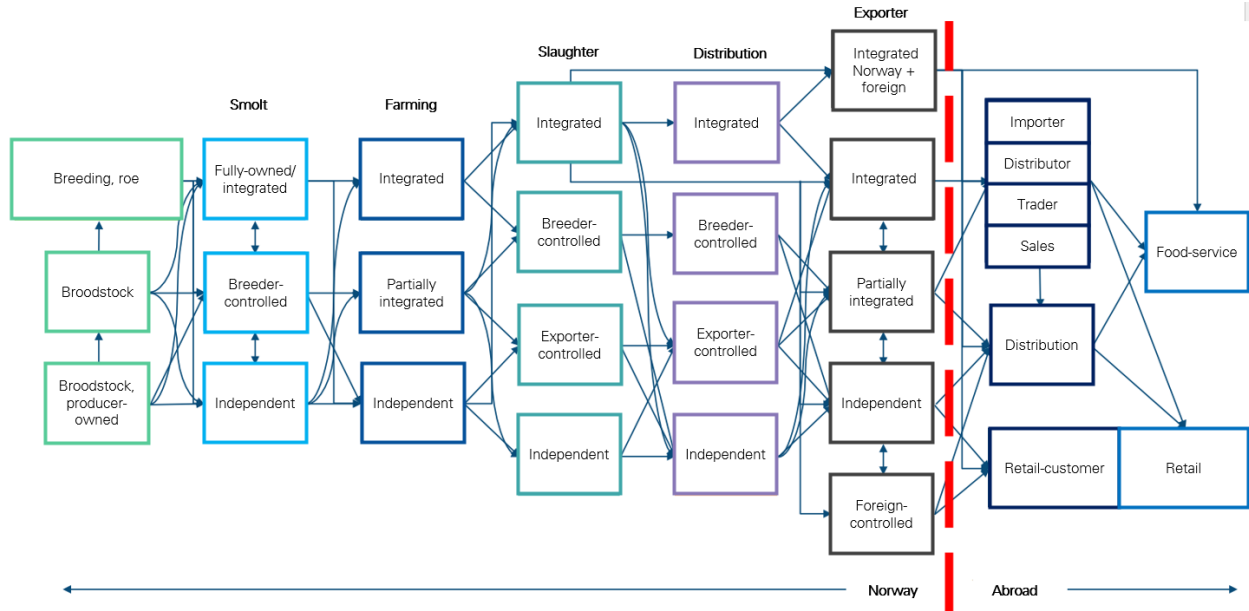 Exporter
Slaughter
Distribution
Smolt
Farming
Breeding, roe
Broodstock
Broodstock,
producer-
owned
Fully-owned/
integrated
Breeder-
controlled
Independent
Integrated
Partially
integrated
Independent
Integrated
Breeder-
controlled
Exporter-
controlled
Independent
Integrated
Breeder-
controlled
Exporter-
controlled
Independent
Integrated
Norway +
foreign
Integrated
Partially
integrated
Independent
Foreign-
controlled
Importer
Distributor
Trader
Sales
Distribution
Retail-customer
Retail
Food-service
Norway
Abroad